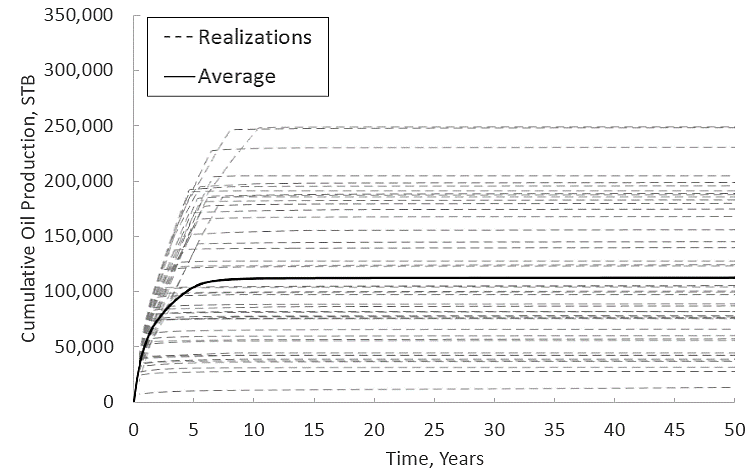 350,000
300,000
250,000
200,000
150,000
100,000
50,000
0
Cumulative Oil Production, STB
Realizations
Average
0 5 10 15 20 25 30 35 40 45 50
Time, Years